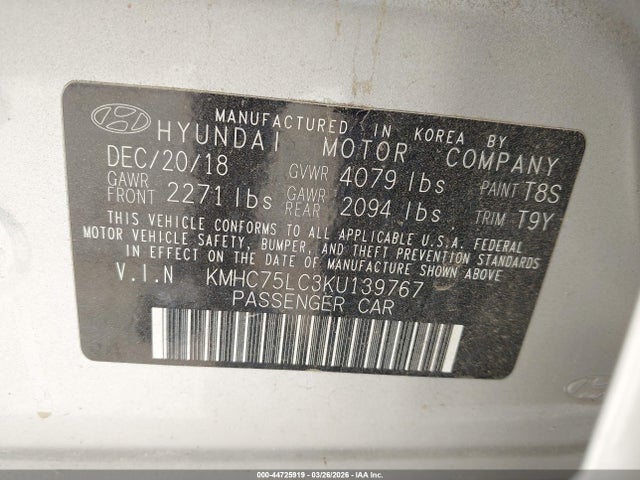 MANUFACTURED IN KOREA BY
HYUNDAI MOTOR COMPANY
DEC/20/18 GVWR 4079 lbs PAINT T8S
GAWR FRONT 2271 lbs GAWR REAR 2094 lbs TRIM T9Y
THIS VEHICLE CONFORMS TO ALL APPLICABLE U.S.A. FEDERAL
MOTOR VEHICLE SAFETY, BUMPER, AND THEFT PREVENTION STANDARDS
IN EFFECT ON THE DATE OF MANUFACTURE SHOWN ABOVE
V.I.N KMHC75LC3KU139767
PASSENGER CAR
000-44725919 | 03/26/2026 | IAA Inc.